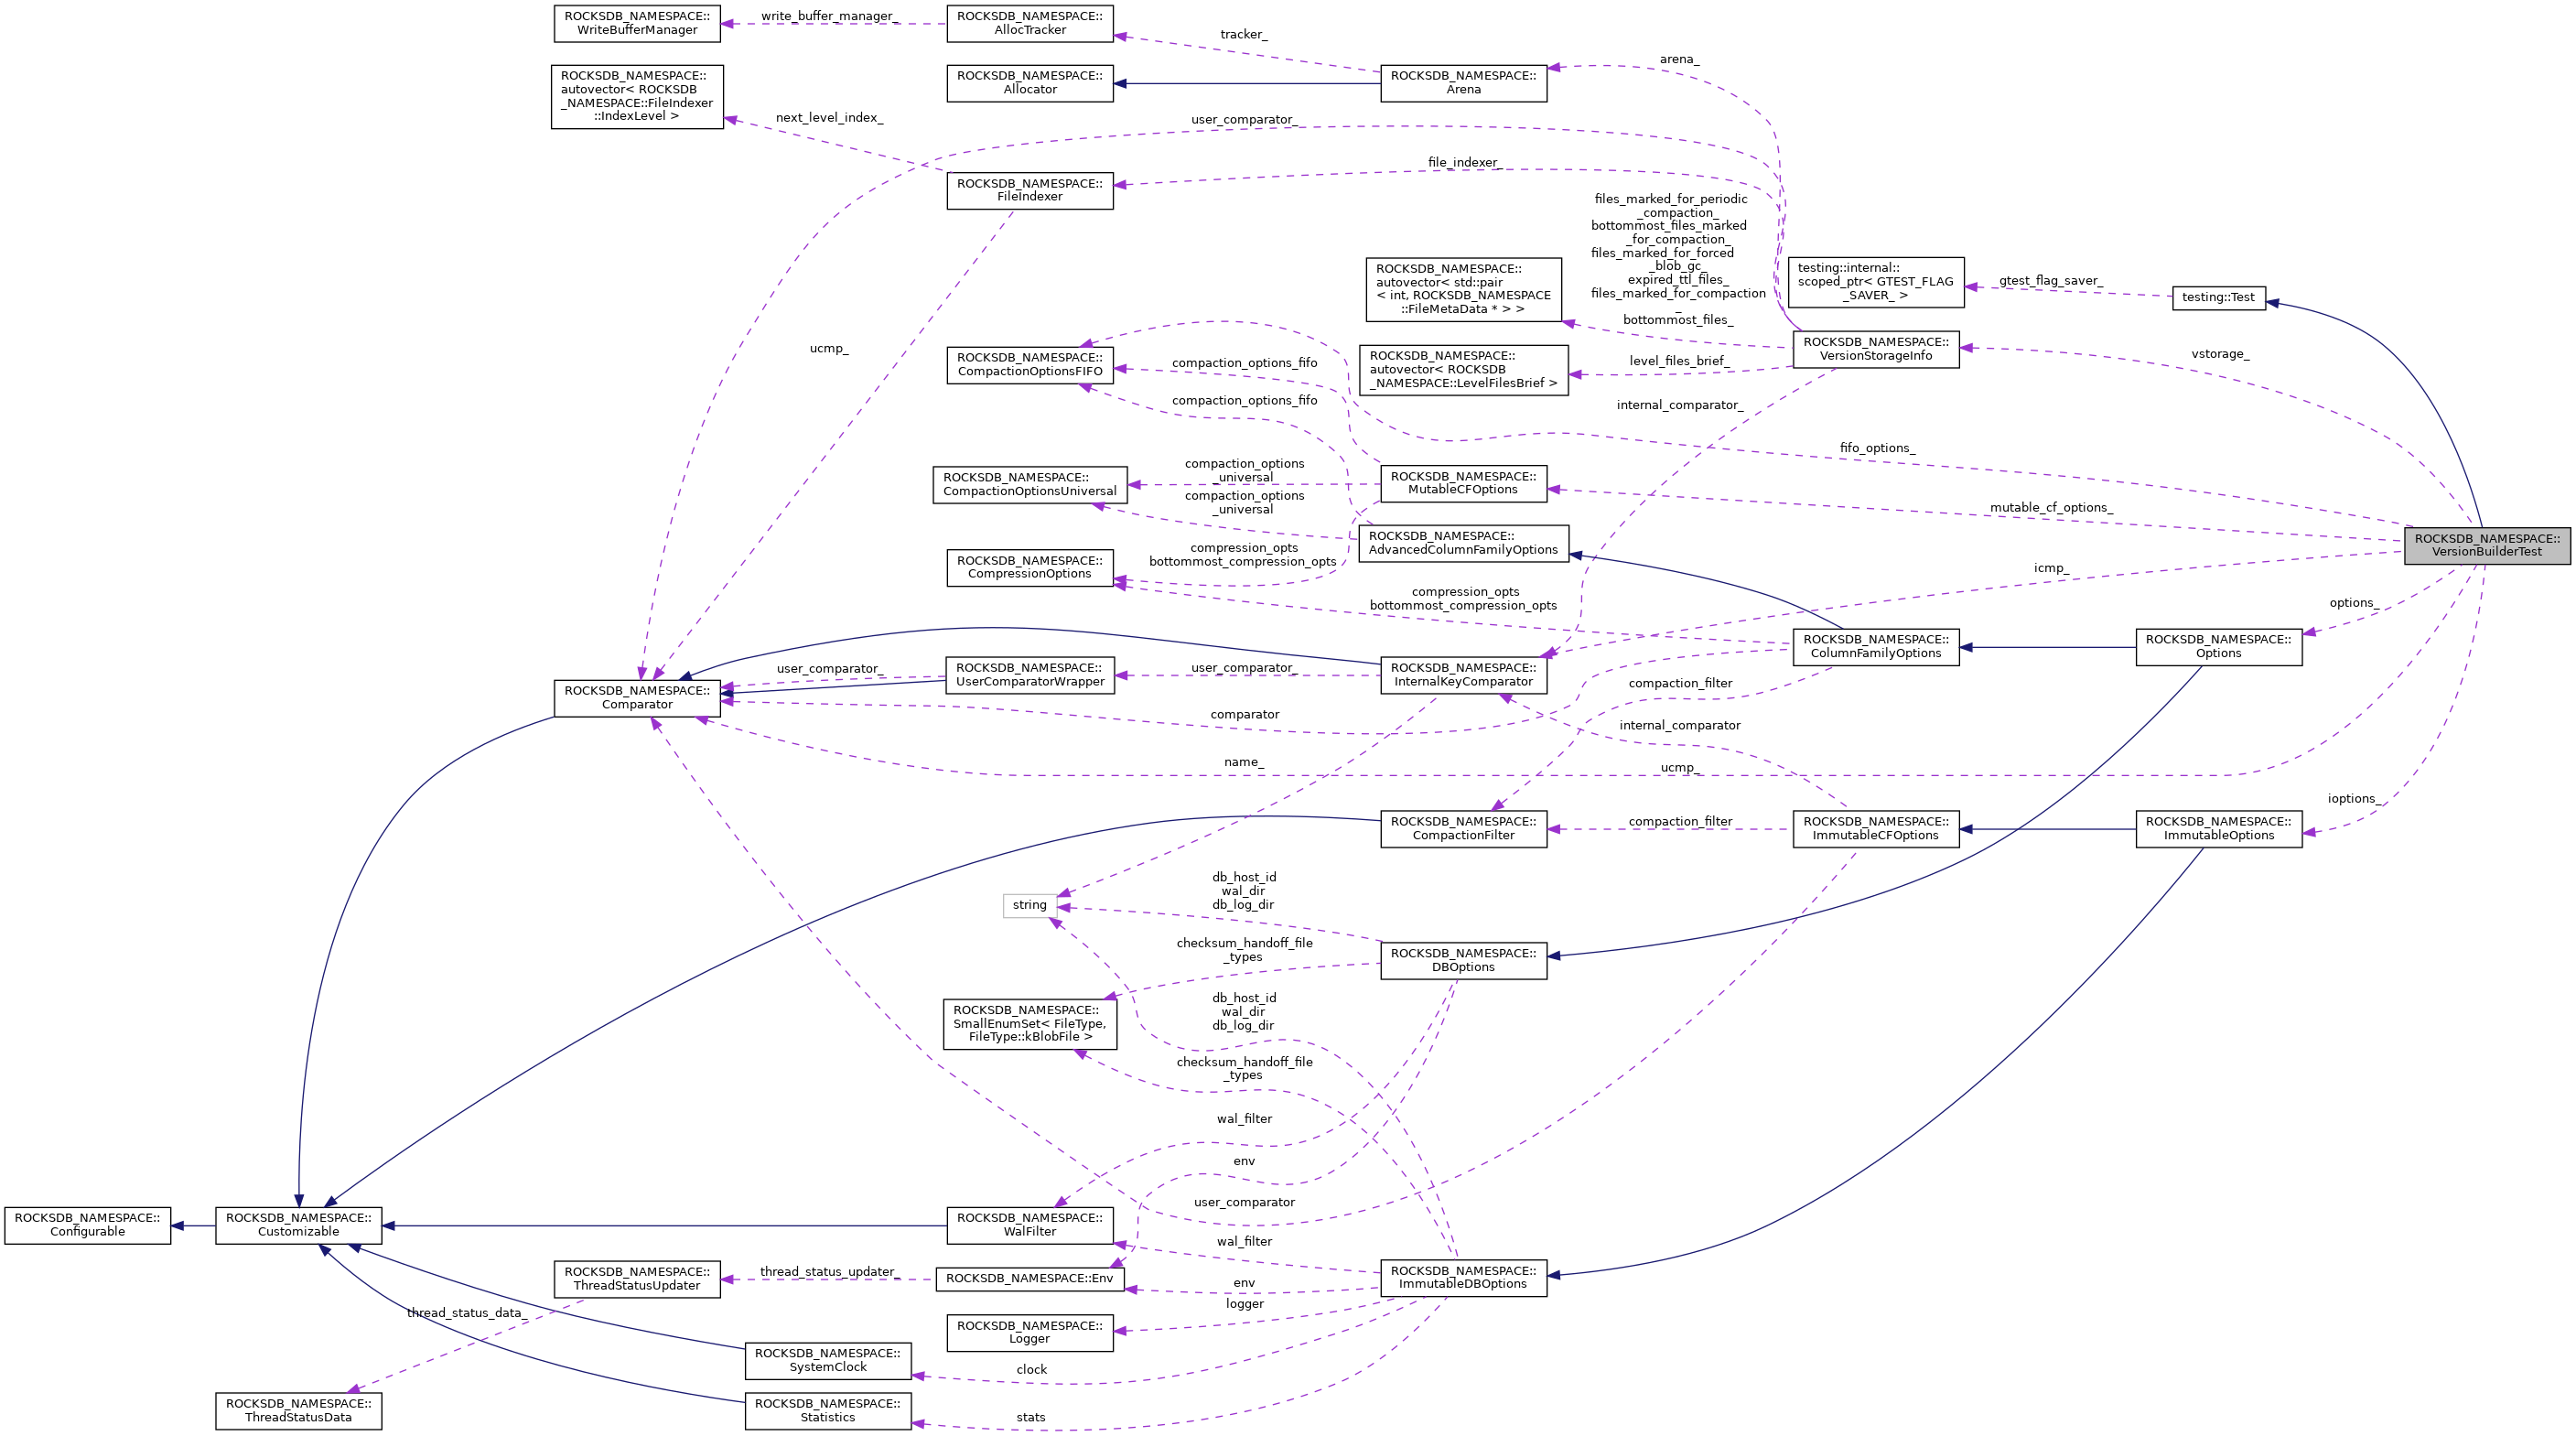 ROCKSDB_NAMESPACE::
WriteBufferManager
write_buffer_manager_
ROCKSDB_NAMESPACE::
AllocTracker
tracker_
arena_
ROCKSDB_NAMESPACE::
autovector< ROCKSDB
_NAMESPACE::FileIndexer
::IndexLevel >
ROCKSDB_NAMESPACE::
Allocator
ROCKSDB_NAMESPACE::
Arena
next_level_index_
user_comparator_
file_indexer_
ROCKSDB_NAMESPACE::
FileIndexer
files_marked_for_periodic
_compaction_
bottommost_files_marked
_for_compaction_
files_marked_for_forced
_blob_gc_
expired_ttl_files_
files_marked_for_compaction
_
bottommost_files_
ROCKSDB_NAMESPACE::
autovector< std::pair
< int, ROCKSDB_NAMESPACE
::FileMetaData * > >
testing::internal::
scoped_ptr< GTEST_FLAG
_SAVER_ >
gtest_flag_saver_
testing::Test
ucmp_
ROCKSDB_NAMESPACE::
CompactionOptionsFIFO
compaction_options_fifo
compaction_options_fifo
ROCKSDB_NAMESPACE::
autovector< ROCKSDB
_NAMESPACE::LevelFilesBrief >
level_files_brief_
ROCKSDB_NAMESPACE::
VersionStorageInfo
vstorage_
internal_comparator_
fifo_options_
ROCKSDB_NAMESPACE::
CompactionOptionsUniversal
compaction_options
_universal
compaction_options
_universal
ROCKSDB_NAMESPACE::
MutableCFOptions
mutable_cf_options_
ROCKSDB_NAMESPACE::
AdvancedColumnFamilyOptions
ROCKSDB_NAMESPACE::
VersionBuilderTest
ROCKSDB_NAMESPACE::
CompressionOptions
compression_opts
bottommost_compression_opts
compression_opts
bottommost_compression_opts
icmp_
options_
ROCKSDB_NAMESPACE::
Comparator
user_comparator_
ROCKSDB_NAMESPACE::
UserComparatorWrapper
user_comparator_
ROCKSDB_NAMESPACE::
InternalKeyComparator
ROCKSDB_NAMESPACE::
ColumnFamilyOptions
ROCKSDB_NAMESPACE::
Options
compaction_filter
comparator
internal_comparator
name_
ucmp_
ioptions_
ROCKSDB_NAMESPACE::
CompactionFilter
compaction_filter
ROCKSDB_NAMESPACE::
ImmutableCFOptions
ROCKSDB_NAMESPACE::
ImmutableOptions
string
db_host_id
wal_dir
db_log_dir
checksum_handoff_file
_types
ROCKSDB_NAMESPACE::
DBOptions
ROCKSDB_NAMESPACE::
SmallEnumSet< FileType,
FileType::kBlobFile >
db_host_id
wal_dir
db_log_dir
checksum_handoff_file
_types
wal_filter
env
user_comparator
ROCKSDB_NAMESPACE::
Configurable
ROCKSDB_NAMESPACE::
Customizable
ROCKSDB_NAMESPACE::
WalFilter
wal_filter
ROCKSDB_NAMESPACE::
ThreadStatusUpdater
thread_status_updater_
ROCKSDB_NAMESPACE::Env
env
ROCKSDB_NAMESPACE::
ImmutableDBOptions
thread_status_data_
ROCKSDB_NAMESPACE::
Logger
logger
ROCKSDB_NAMESPACE::
SystemClock
clock
ROCKSDB_NAMESPACE::
ThreadStatusData
ROCKSDB_NAMESPACE::
Statistics
stats